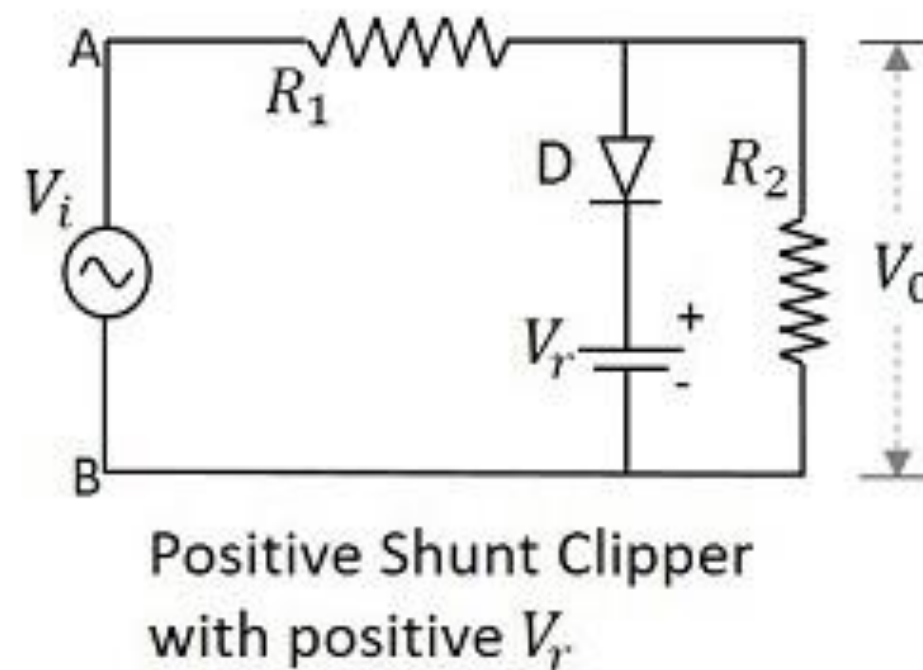 A
R₁
D
R₂
Vᵢ
V₀
Vᵣ
+
-
B
Positive Shunt Clipper
with positive Vᵣ